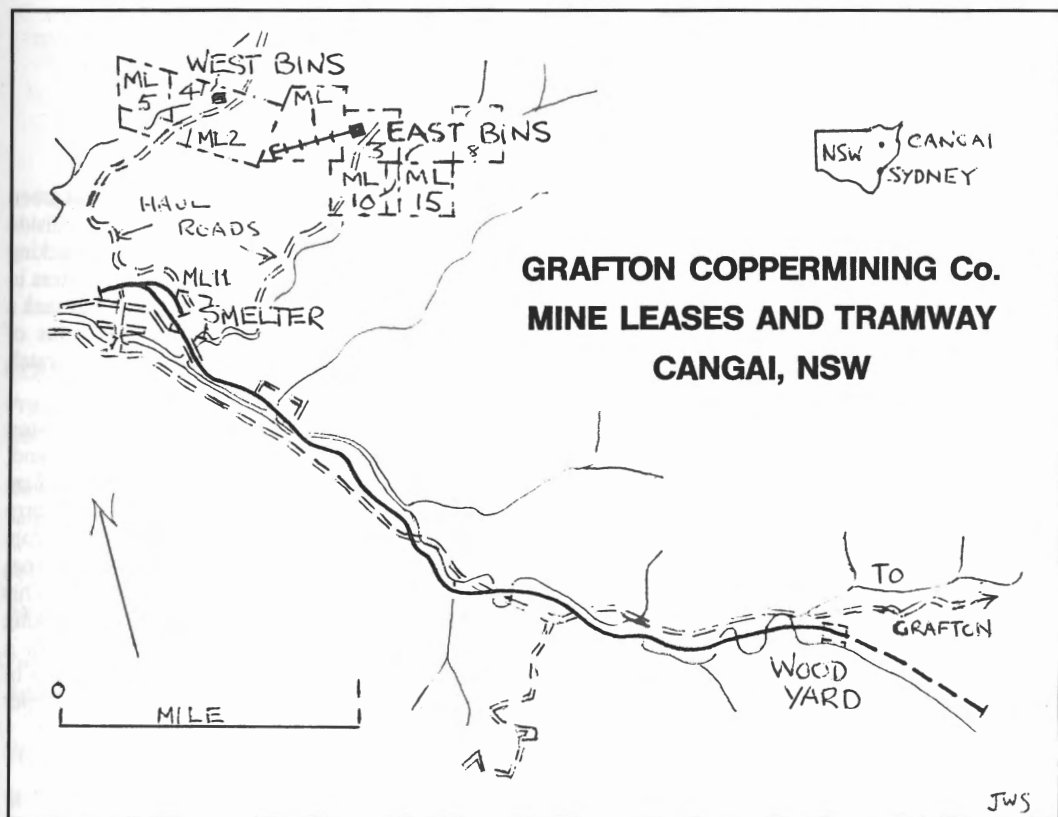 WEST BINS
ML
5
4
ML2
ML
EAST BINS
3
8
ML
10
ML
15
NSW
CANGAI
SYDNEY
HAUL
ROADS
GRAFTON COPPERMINING Co.
MINE LEASES AND TRAMWAY
CANGAI, NSW
ML11
SMELTER
N
TO
GRAFTON
WOOD
YARD
0
1
MILE
JWS